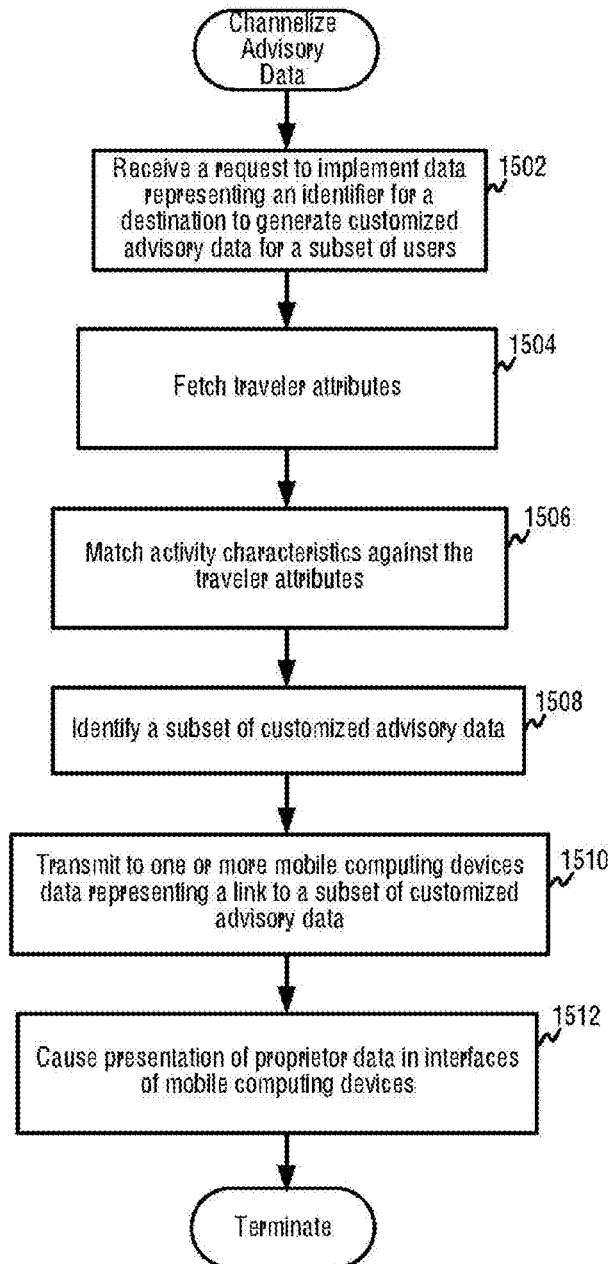 Channelize
Advisory
Data
Receive a request to implement data
representing an identifier for a
destination to generate customized
advisory data for a subset of users
1502
Fetch traveler attributes
1504
Match activity characteristics against the
traveler attributes
1506
Identify a subset of customized advisory data
1508
Transmit to one or more mobile computing devices
data representing a link to a subset of customized
advisory data
1510
Cause presentation of proprietor data in interfaces
of mobile computing devices
1512
Terminate